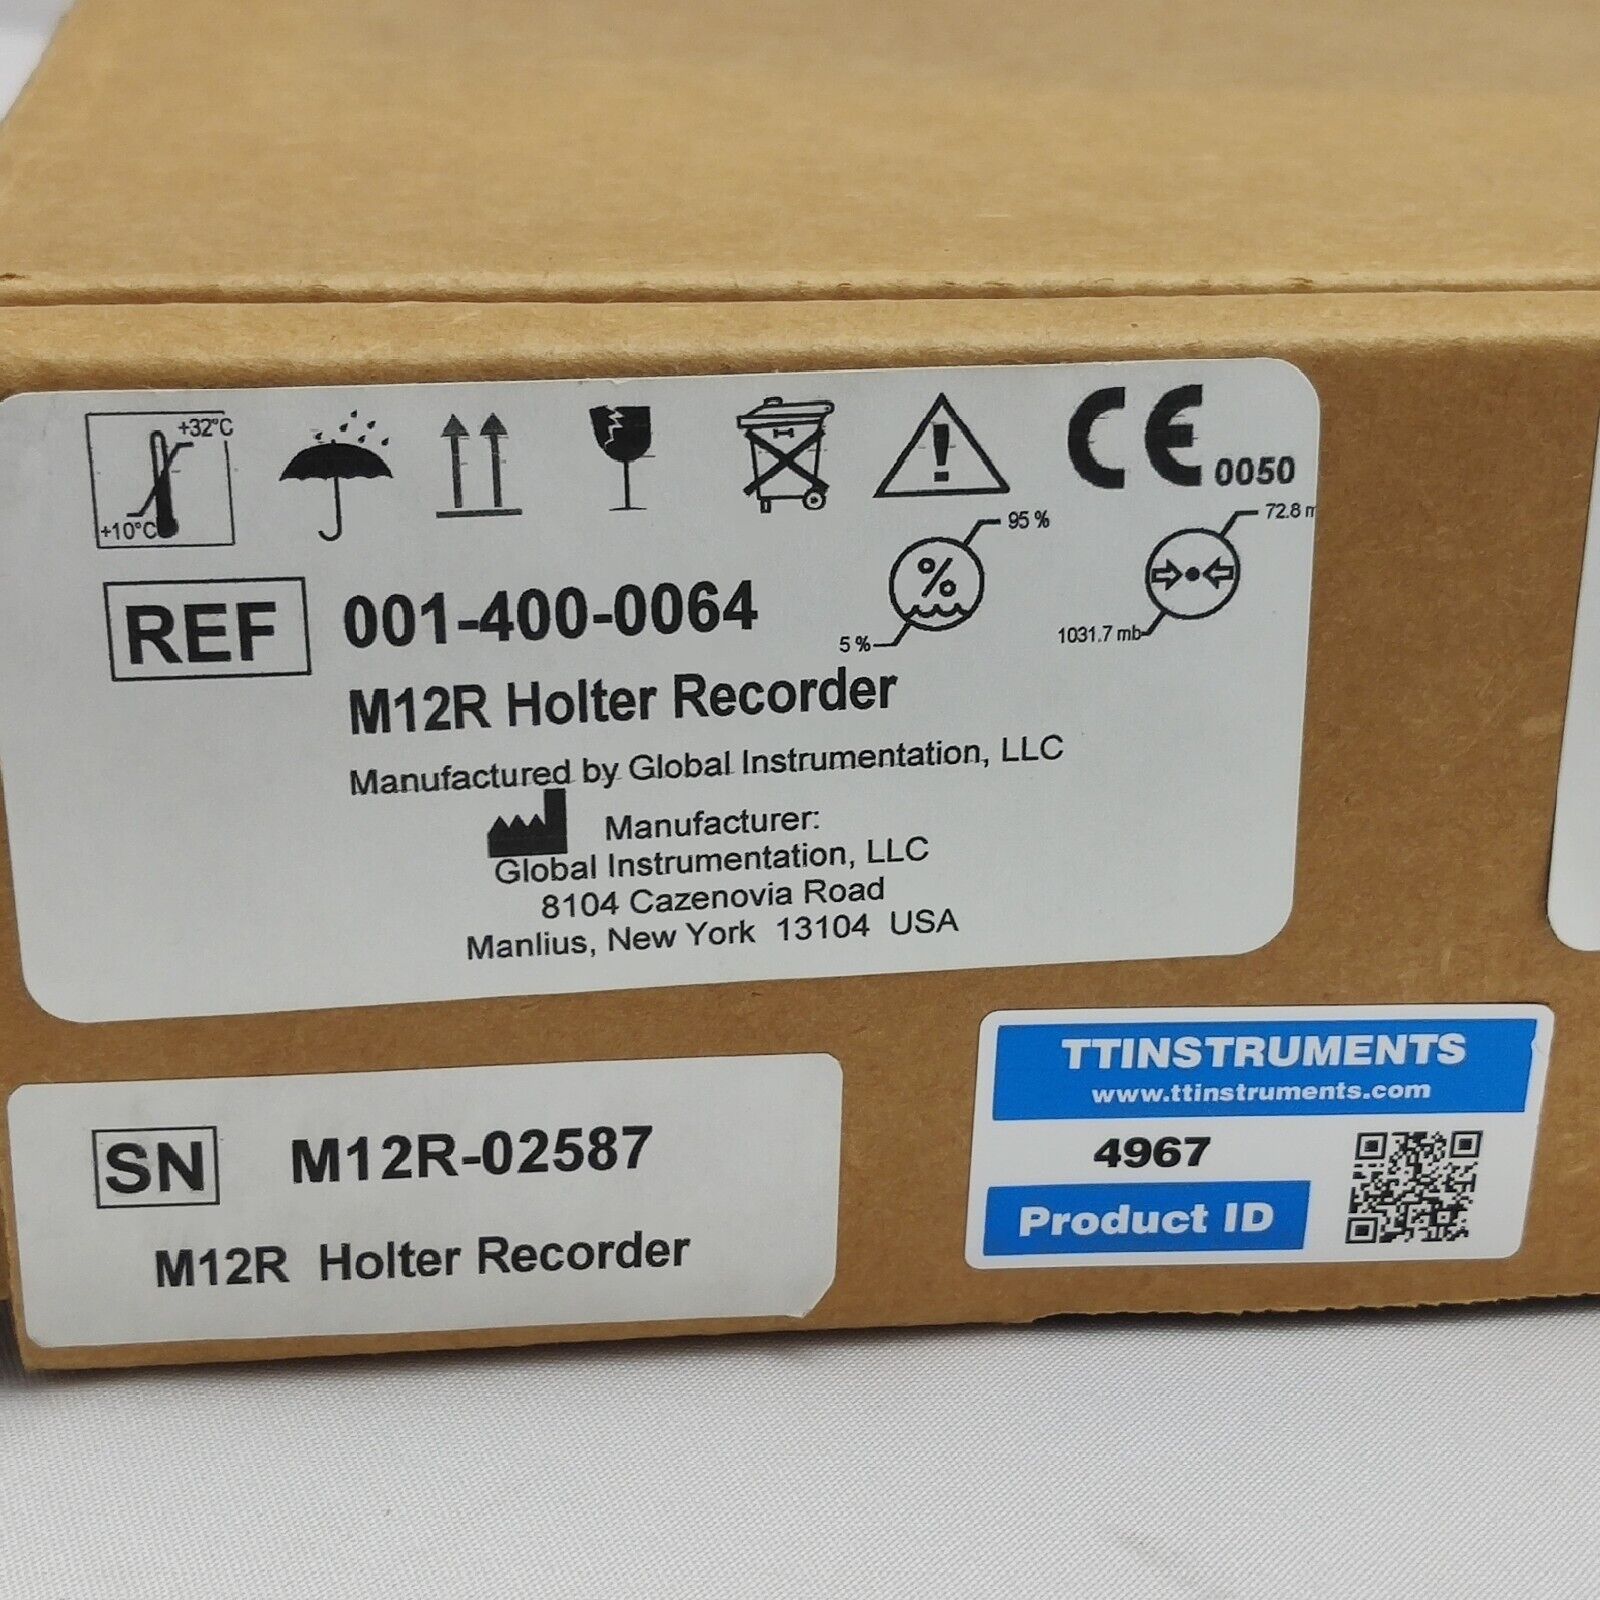 +32°C
+10°C
CE 0050
95 %
5 %
72.8 m
1031.7 mb
REF 001-400-0064
M12R Holter Recorder
Manufactured by Global Instrumentation, LLC
Manufacturer:
Global Instrumentation, LLC
8104 Cazenovia Road
Manlius, New York 13104 USA
SN M12R-02587
M12R Holter Recorder
TTINSTRUMENTS
www.ttinstruments.com
4967
Product ID